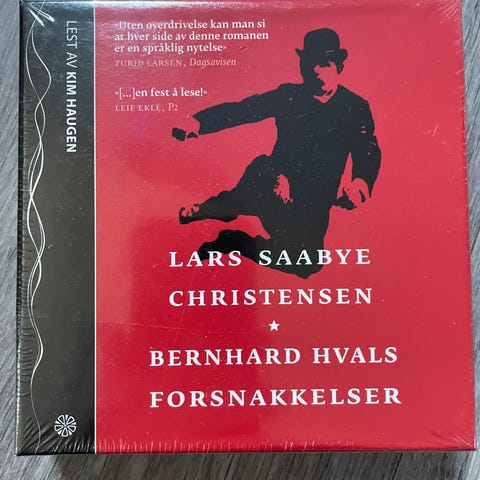 LEST AV KIM HAUGEN
«Uten overdrivelse kan man si
at hver side av denne romanen
er en språklig nytelse»
TURID LARSEN, Dagsavisen
«[...]en fest å lese!»
LEIF EKLE, P2
LARS SAABYE
CHRISTENSEN
BERNHARD HVALS
FORSNAKKELSER